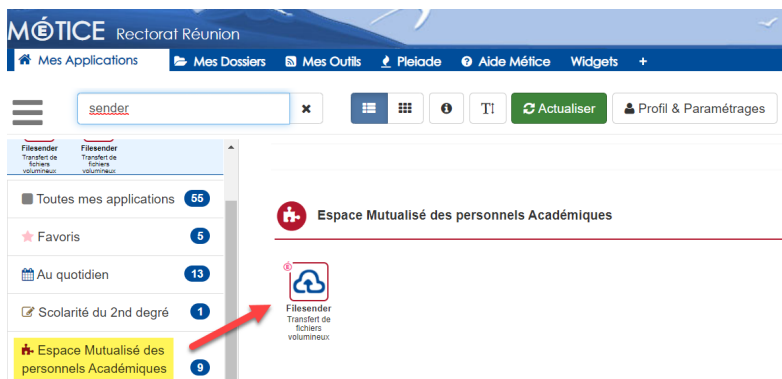 MÉTICE Rectorat Réunion
Mes Applications Mes Dossiers Mes Outils Pleiade Aide Métice Widgets +
sender × T Actualiser Profil & Paramétrages
Filesender Filesender
Transfert de Transfert de
fichiers fichiers
volumineux volumineux
Toutes mes applications 55
Favoris 5
Au quotidien 13
Scolarité du 2nd degré 1
Espace Mutualisé des
personnels Académiques 9
Espace Mutualisé des personnels Académiques
É
Filesender
Transfert de
fichiers
volumineux